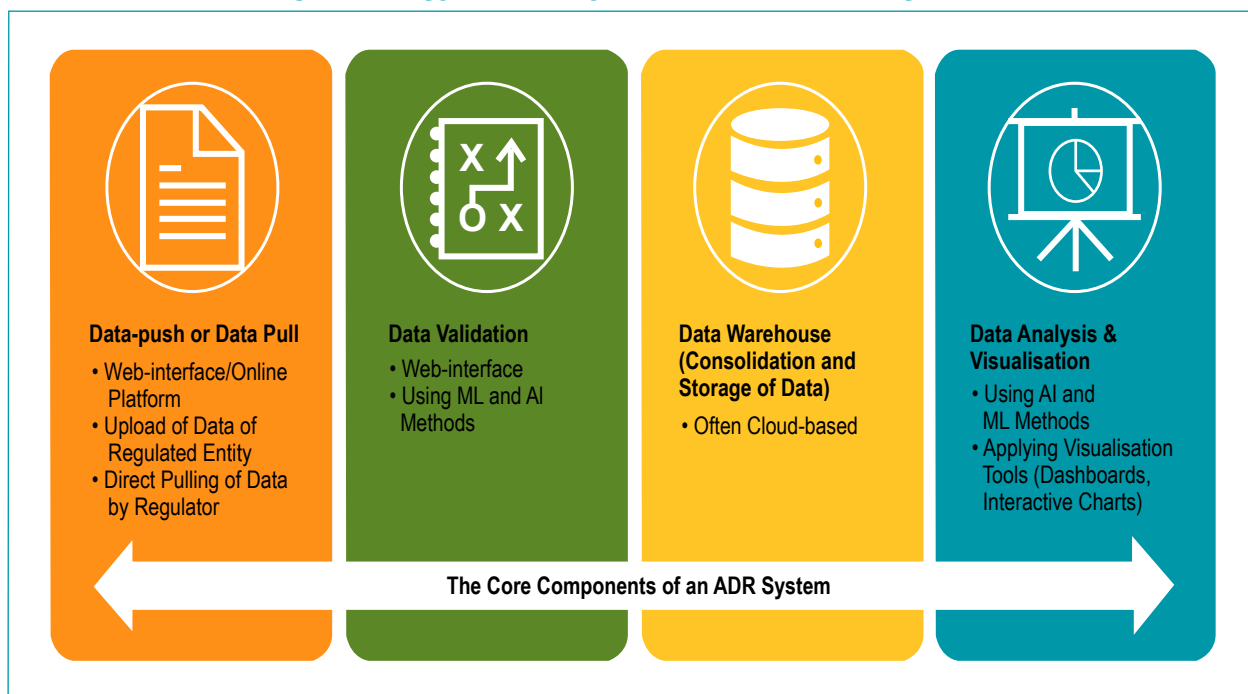 Data-push or Data Pull
• Web-interface/Online
Platform
• Upload of Data of
Regulated Entity
• Direct Pulling of Data
by Regulator
X
O X
Data Validation
• Web-interface
• Using ML and AI
Methods
Data Warehouse
(Consolidation and
Storage of Data)
• Often Cloud-based
Data Analysis &
Visualisation
• Using AI and
ML Methods
• Applying Visualisation
Tools (Dashboards,
Interactive Charts)
The Core Components of an ADR System